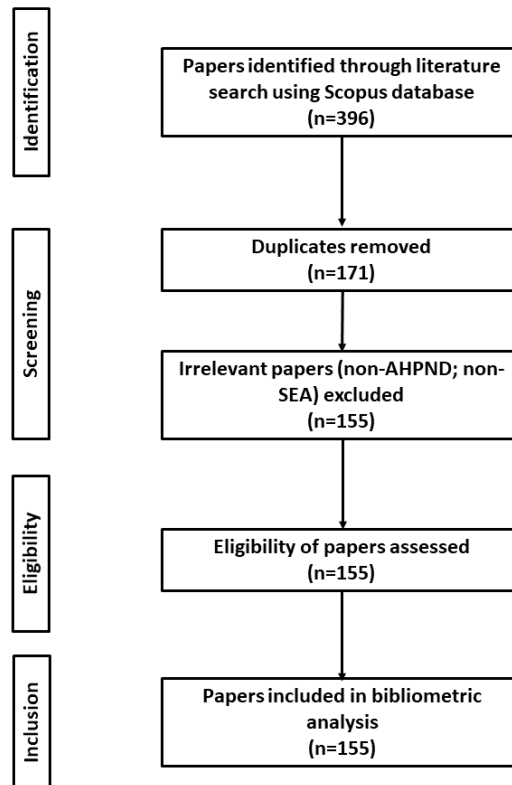 Identification
Papers identified through literature
search using Scopus database
(n=396)
Screening
Duplicates removed
(n=171)
Irrelevant papers (non-AHPND; non-
SEA) excluded
(n=155)
Eligibility
Eligibility of papers assessed
(n=155)
Inclusion
Papers included in bibliometric
analysis
(n=155)